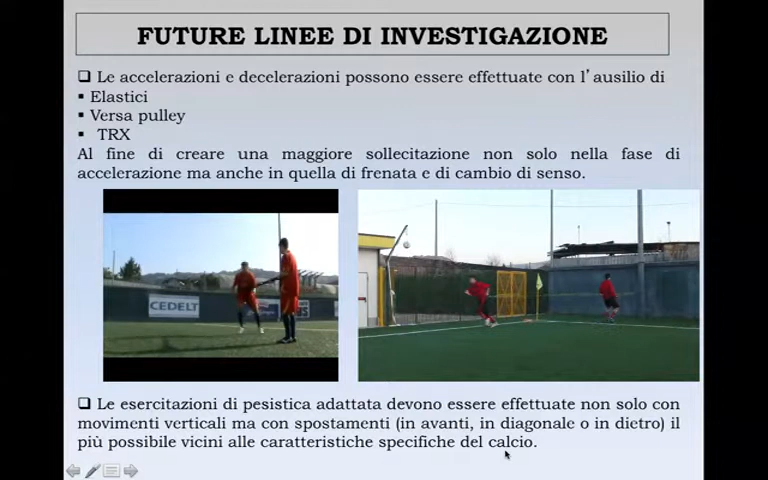 FUTURE LINEE DI INVESTIGAZIONE
❑ Le accelerazioni e decelerazioni possono essere effettuate con l'ausilio di
▪ Elastici
▪ Versa pulley
▪ TRX
Al fine di creare una maggiore sollecitazione non solo nella fase di
accelerazione ma anche in quella di frenata e di cambio di senso.
CEDELT
❑ Le esercitazioni di pesistica adattata devono essere effettuate non solo con
movimenti verticali ma con spostamenti (in avanti, in diagonale o in dietro) il
più possibile vicini alle caratteristiche specifiche del calcio.